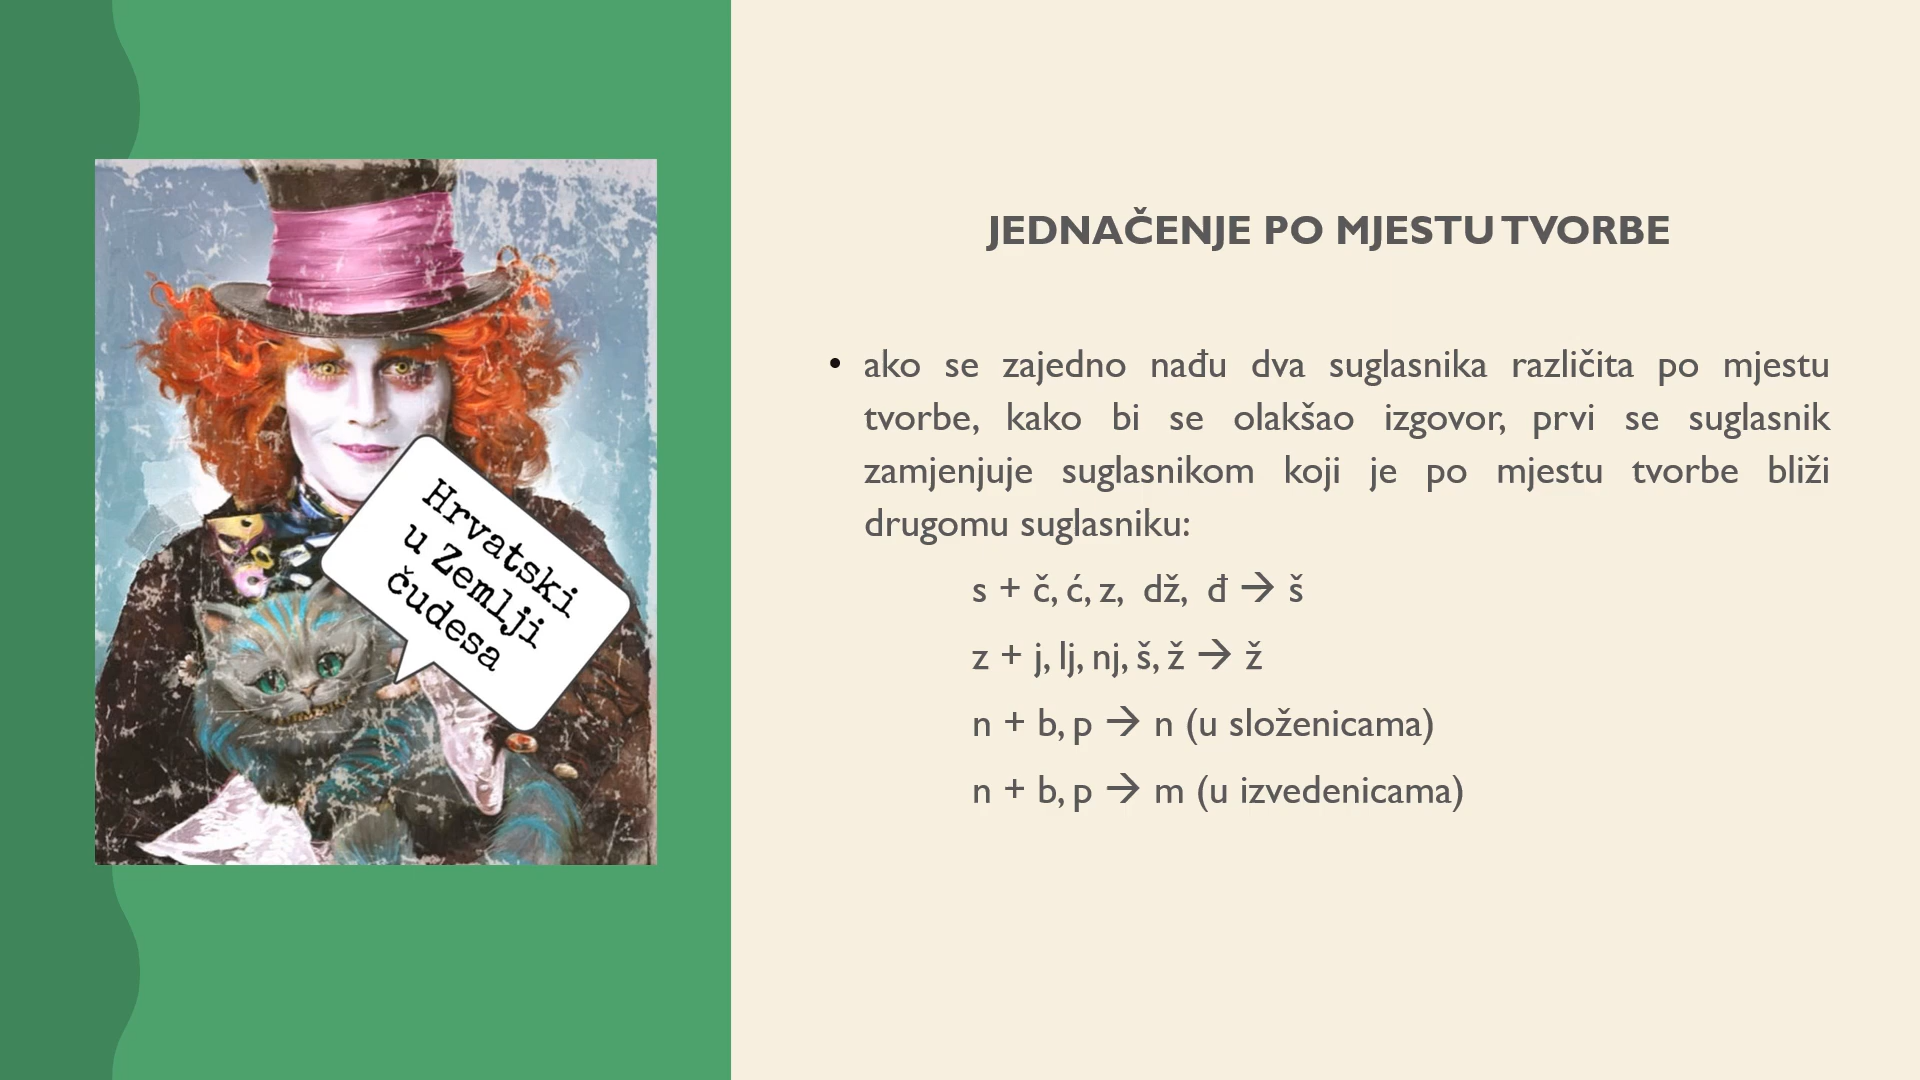 Hrvatski
u Zemlji
čudesa
JEDNAČENJE PO MJESTU TVORBE
• ako se zajedno nađu dva suglasnika različita po mjestu
tvorbe, kako bi se olakšao izgovor, prvi se suglasnik
zamjenjuje suglasnikom koji je po mjestu tvorbe bliži
drugomu suglasniku:
s + č, ć, z, dž, đ → š
z + j, lj, nj, š, ž → ž
n + b, p → n (u složenicama)
n + b, p → m (u izvedenicama)